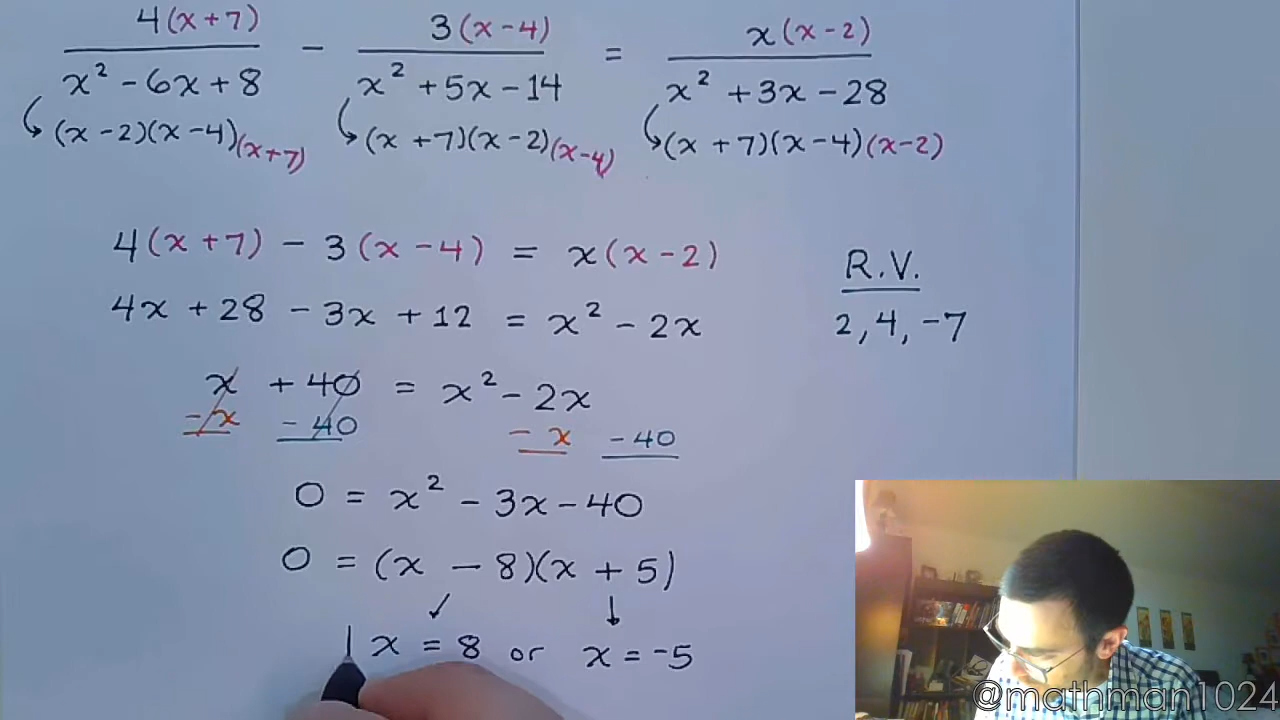 4(x+7) / x² - 6x + 8 - 3(x-4) / x² + 5x - 14 = x(x-2) / x² + 3x - 28
(x-2)(x-4)(x+7) (x+7)(x-2)(x-4) (x+7)(x-4)(x-2)
4(x+7) - 3(x-4) = x(x-2)
4x + 28 - 3x + 12 = x² - 2x
x + 40 = x² - 2x
-x -40 -x -40
0 = x² - 3x - 40
0 = (x - 8)(x + 5)
x = 8 or x = -5
R.V.
2, 4, -7
@mathman1024